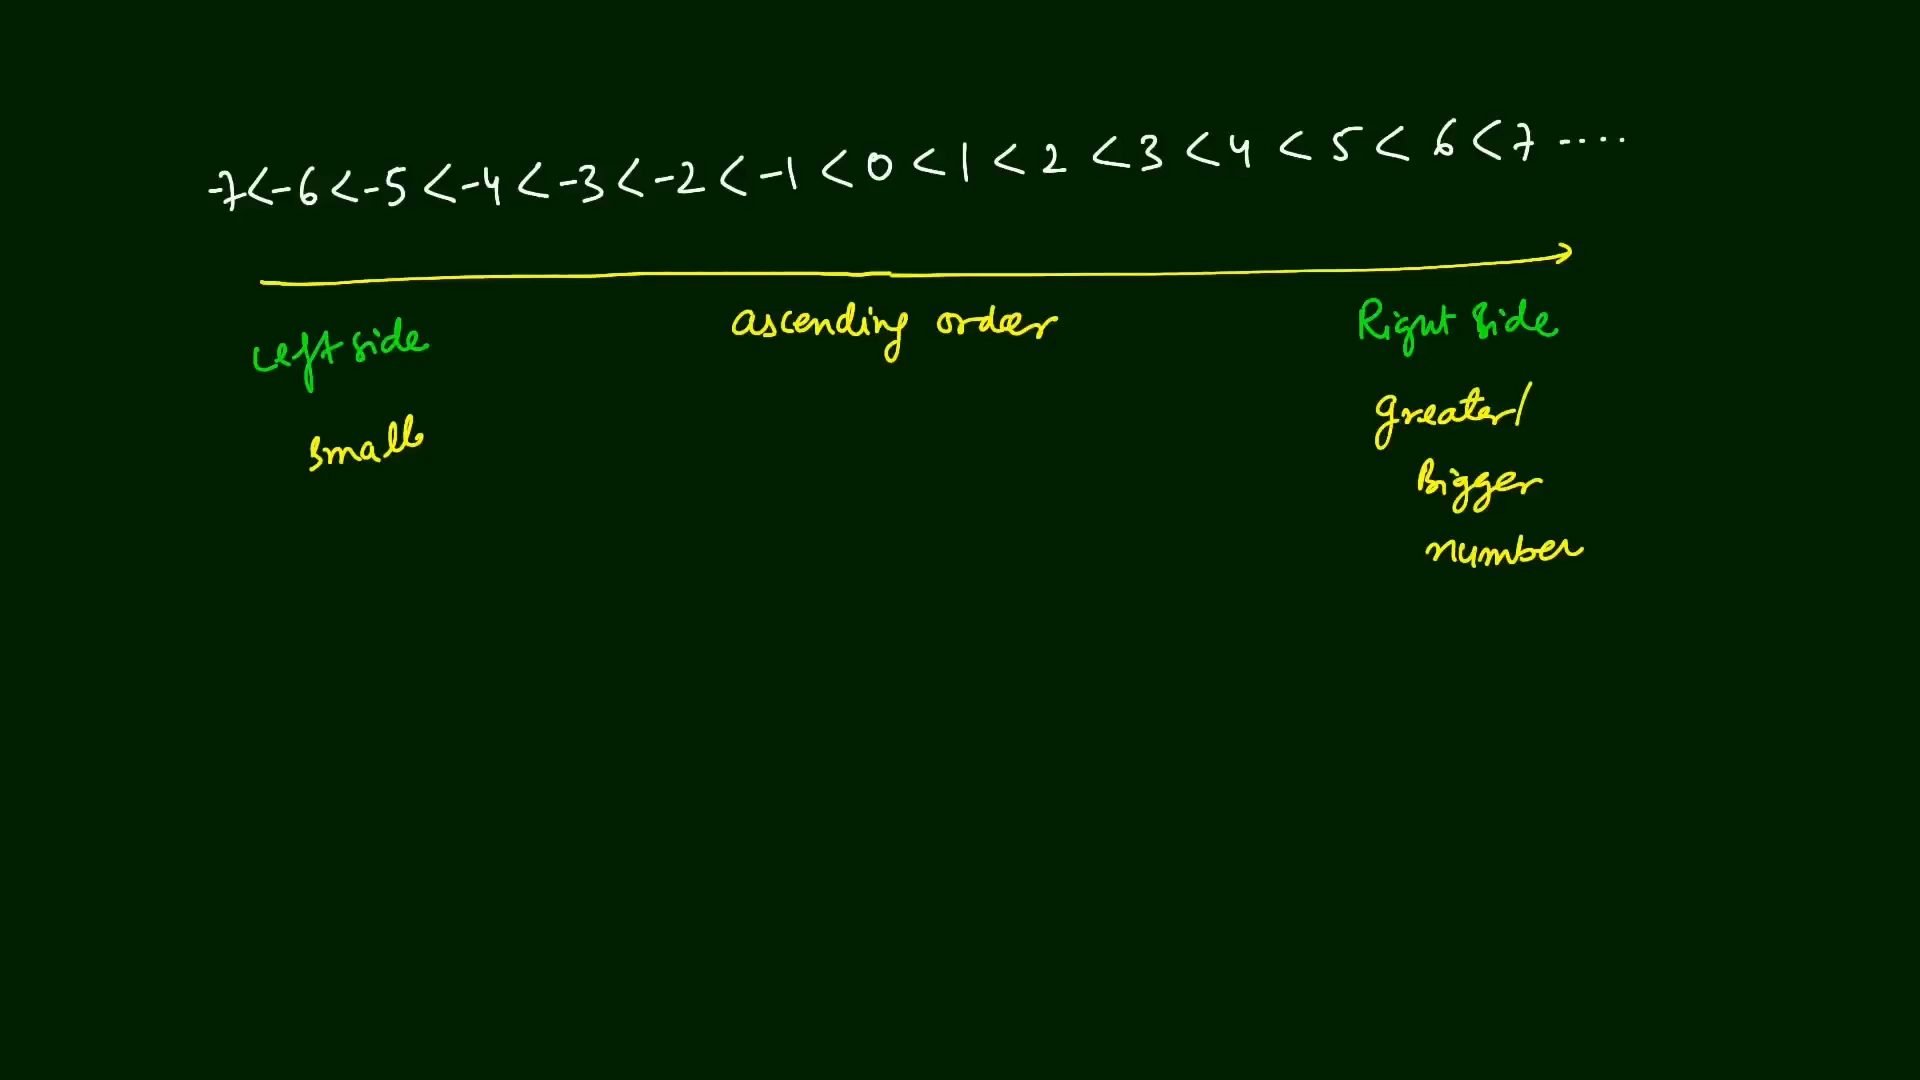 -7<-6<-5<-4<-3<-2<-1<0<1<2<3<4<5<6<7 ....
Left side ascending order Right side
small greater/
Bigger
number